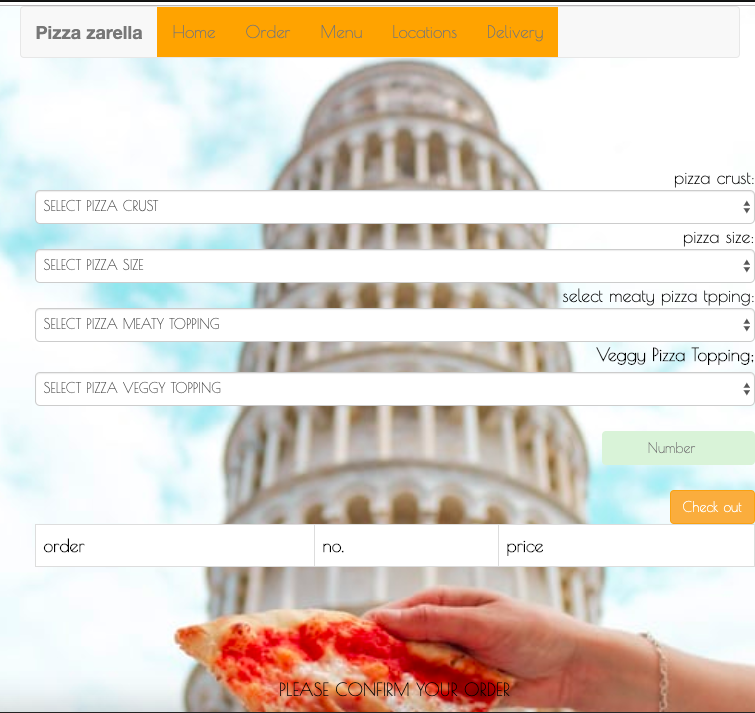 Pizza zarella Home Order Menu Locations Delivery
pizza crust:
SELECT PIZZA CRUST
pizza size:
SELECT PIZZA SIZE
select meaty pizza tpping:
SELECT PIZZA MEATY TOPPING
Veggy Pizza Topping;
SELECT PIZZA VEGGY TOPPING
Number
Check out
order no. price
PLEASE CONFIRM YOUR ORDER